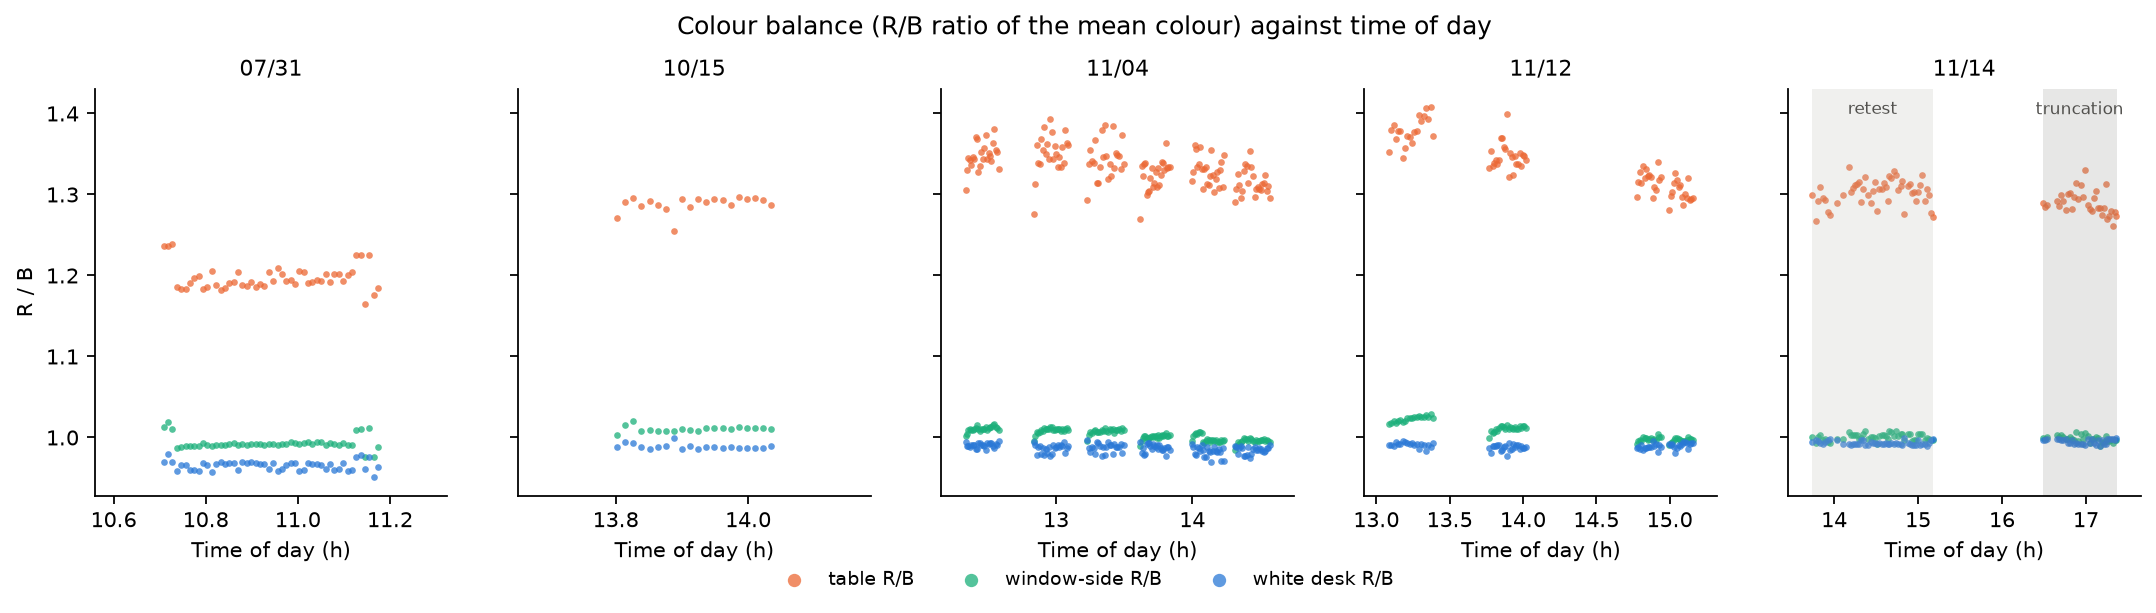 Colour balance (R/B ratio of the mean colour) against time of day
07/31
10/15
11/04
11/12
11/14
retest
truncation
R / B
1.4
1.3
1.2
1.1
1.0
10.6 10.8 11.0 11.2
13.8 14.0
13 14
13.0 13.5 14.0 14.5 15.0
14 15 16 17
Time of day (h)
Time of day (h)
Time of day (h)
Time of day (h)
Time of day (h)
table R/B
window-side R/B
white desk R/B